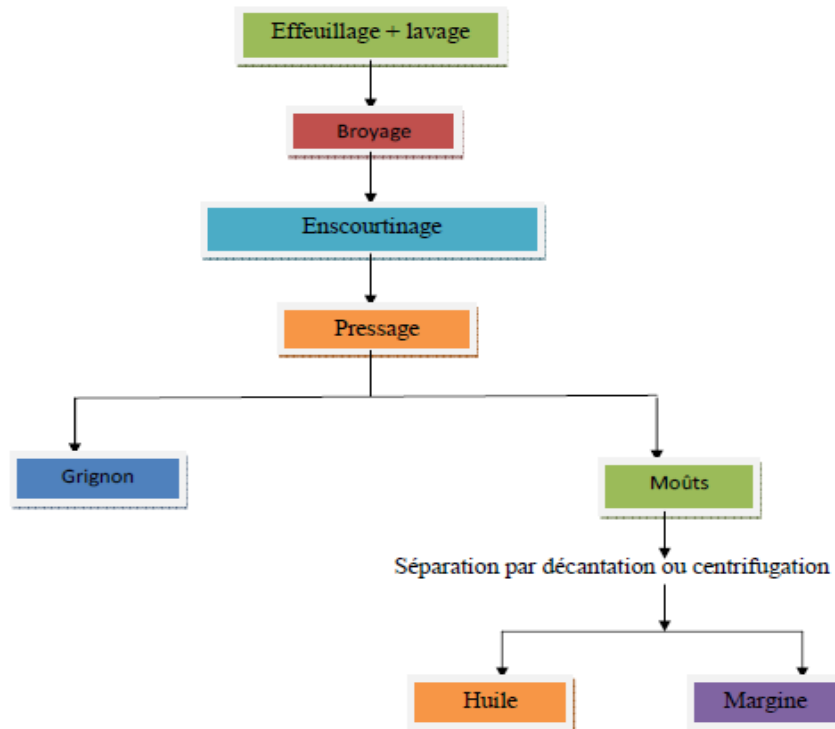 Effeuillage + lavage
Broyage
Enscourtinage
Pressage
Grignon
Moûts
Séparation par décantation ou centrifugation
Huile
Margine